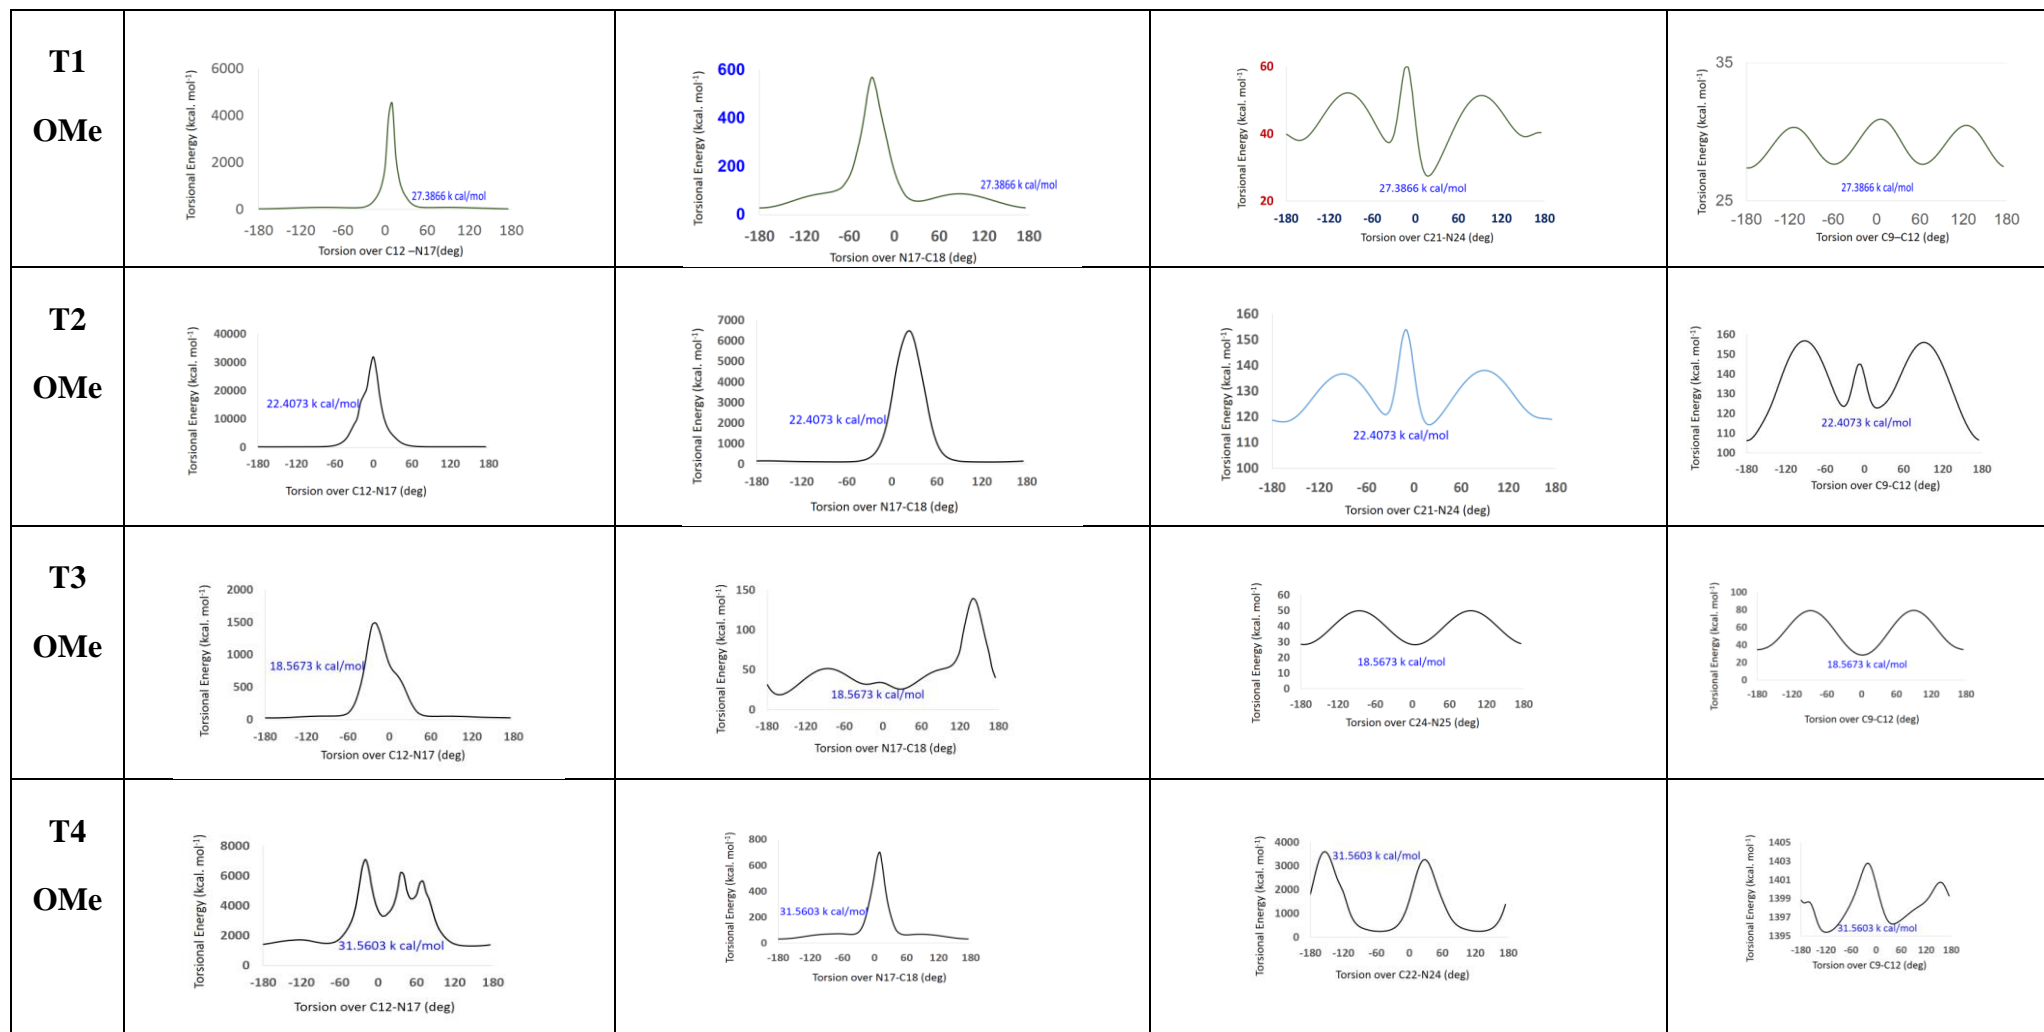 T1
OMe
Torsional Energy (kcal. mol-1)
6000
4000
2000
0
27.3866 k cal/mol
-180 -120 -60 0 60 120 180
Torsion over C12 –N17(deg)
Torsional Energy (kcal. mol-1)
600
400
200
0
27.3866 k cal/mol
-180 -120 -60 0 60 120 180
Torsion over N17-C18 (deg)
Torsional Energy (kcal. mol-1)
60
40
20
27.3866 k cal/mol
-180 -120 -60 0 60 120 180
Torsion over C21-N24 (deg)
Torsional Energy (kcal. mol-1)
35
25
27.3866 k cal/mol
-180 -120 -60 0 60 120 180
Torsion over C9–C12 (deg)
T2
OMe
Torsional Energy (kcal. mol-1)
40000
30000
20000
10000
0
22.4073 k cal/mol
-180 -120 -60 0 60 120 180
Torsion over C12-N17 (deg)
Torsional Energy (kcal. mol-1)
7000
6000
5000
4000
3000
2000
1000
0
22.4073 k cal/mol
-180 -120 -60 0 60 120 180
Torsion over N17-C18 (deg)
Torsional Energy (kcal. mol-1)
160
150
140
130
120
110
100
22.4073 k cal/mol
-180 -120 -60 0 60 120 180
Torsion over C21-N24 (deg)
Torsional Energy (kcal. mol-1)
160
150
140
130
120
110
100
22.4073 k cal/mol
-180 -120 -60 0 60 120 180
Torsion over C9-C12 (deg)
T3
OMe
Torsional Energy (kcal. mol-1)
2000
1500
1000
500
0
18.5673 k cal/mol
-180 -120 -60 0 60 120 180
Torsion over C12-N17 (deg)
Torsional Energy (kcal. mol-1)
150
100
50
0
18.5673 k cal/mol
-180 -120 -60 0 60 120 180
Torsion over N17-C18 (deg)
Torsional Energy (kcal. mol-1)
60
50
40
30
20
10
0
18.5673 k cal/mol
-180 -120 -60 0 60 120 180
Torsion over C24-N25 (deg)
Torsional Energy (kcal. mol-1)
100
80
60
40
20
0
18.5673 k cal/mol
-180 -120 -60 0 60 120 180
Torsion over C9-C12 (deg)
T4
OMe
Torsional Energy (kcal. mol-1)
8000
6000
4000
2000
0
31.5603 k cal/mol
-180 -120 -60 0 60 120 180
Torsion over C12-N17 (deg)
Torsional Energy (kcal. mol-1)
800
600
400
200
0
31.5603 k cal/mol
-180 -120 -60 0 60 120 180
Torsion over N17-C18 (deg)
Torsional Energy (kcal. mol-1)
4000
3000
2000
1000
0
31.5603 k cal/mol
-180 -120 -60 0 60 120 180
Torsion over C22-N24 (deg)
Torsional Energy (kcal. mol-1)
1405
1403
1401
1399
1397
1395
31.5603 k cal/mol
-180 -120 -60 0 60 120 180
Torsion over C9-C12 (deg)